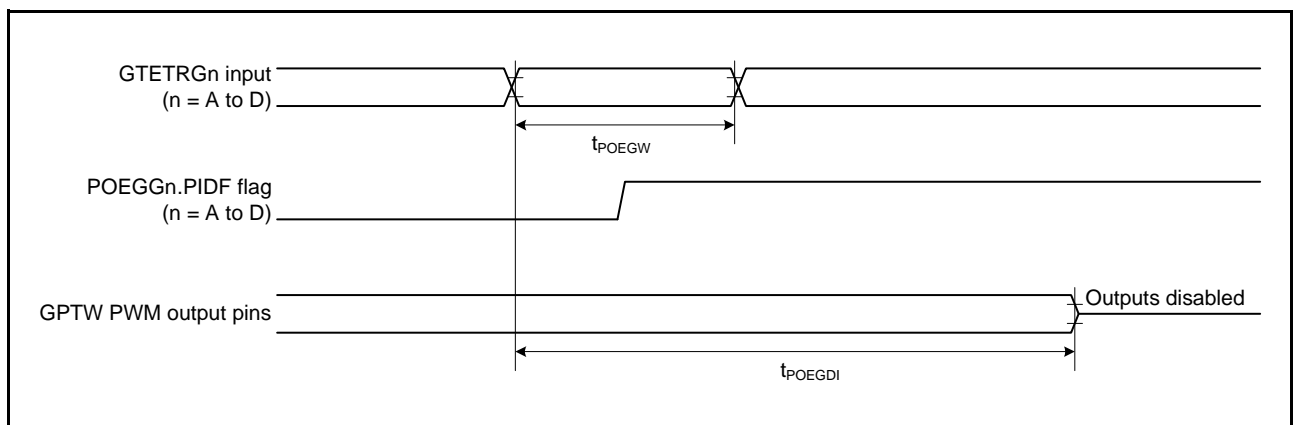 GTETRGn input
(n = A to D)
tPOEGW
POEGGn.PIDF flag
(n = A to D)
GPTW PWM output pins
Outputs disabled
tPOEGDI